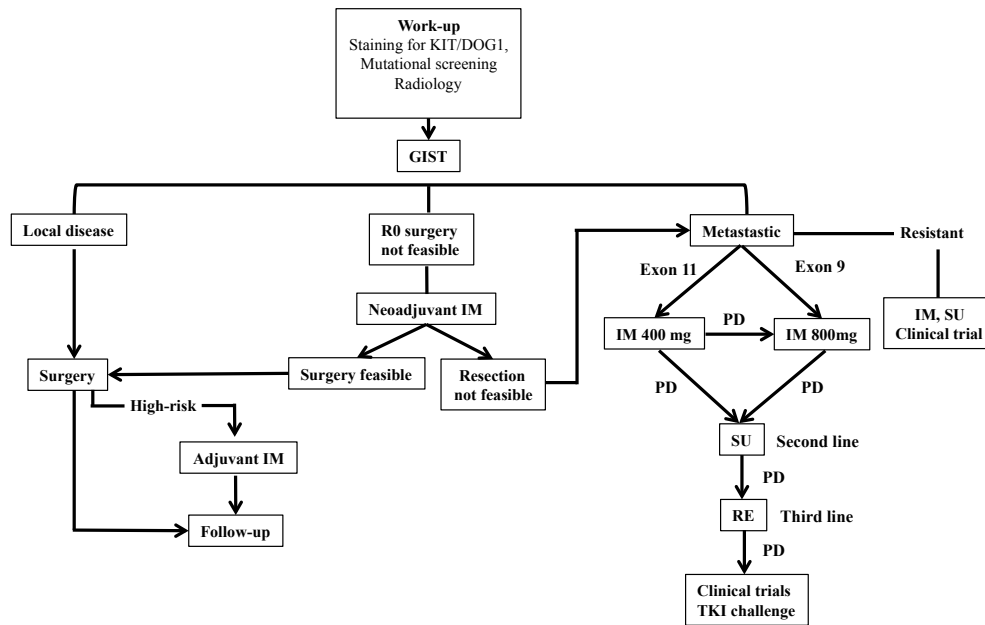 Work-up
Staining for KIT/DOG1,
Mutational screening
Radiology
GIST
Local disease
R0 surgery
not feasible
Metastastic
Resistant
Exon 11
Exon 9
Neoadjuvant IM
IM, SU
Clinical trial
IM 400 mg
PD
IM 800mg
Surgery
Surgery feasible
Resection
not feasible
PD
PD
High-risk
SU
Second line
Adjuvant IM
PD
RE
Third line
Follow-up
PD
Clinical trials
TKI challenge